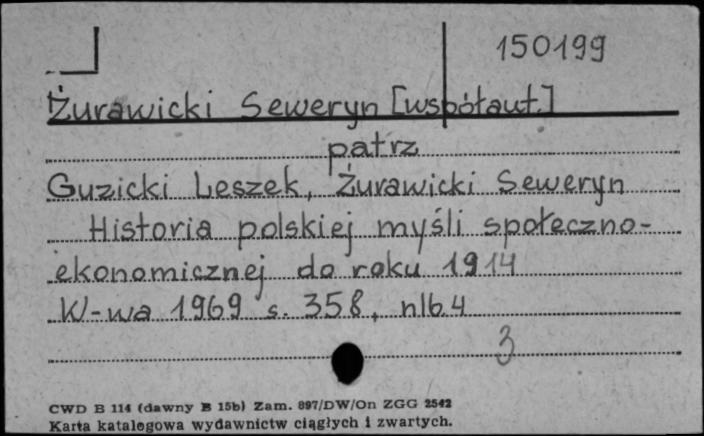 150199
Żurawicki Seweryn [współaut.]
patrz
Guzicki Leszek, Żurawicki Seweryn
Historia polskiej myśli społeczno-
ekonomicznej do roku 1914
W-wa 1969 s. 358, nlb.4
3
CWD B 114 (dawny B 15b) Zam. 897/DW/On ZGG 2542
Karta katalogowa wydawnictw ciągłych i zwartych.